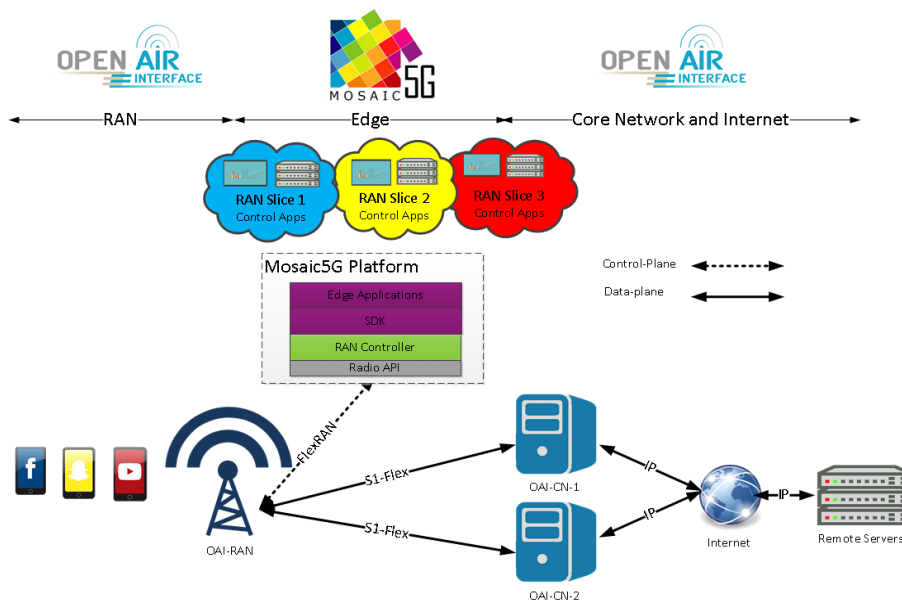 OPEN AIR
INTERFACE
MOSAIC 5G
OPEN AIR
INTERFACE
RAN
Edge
Core Network and Internet
RAN Slice 1
Control Apps
RAN Slice 2
Control Apps
RAN Slice 3
Control Apps
Mosaic5G Platform
Edge Applications
SDK
RAN Controller
Radio API
Control-Plane
Data-plane
FlexRAN
f
S1-Flex
S1-Flex
OAI-RAN
OAI-CN-1
OAI-CN-2
IP
IP
IP
Internet
Remote Servers